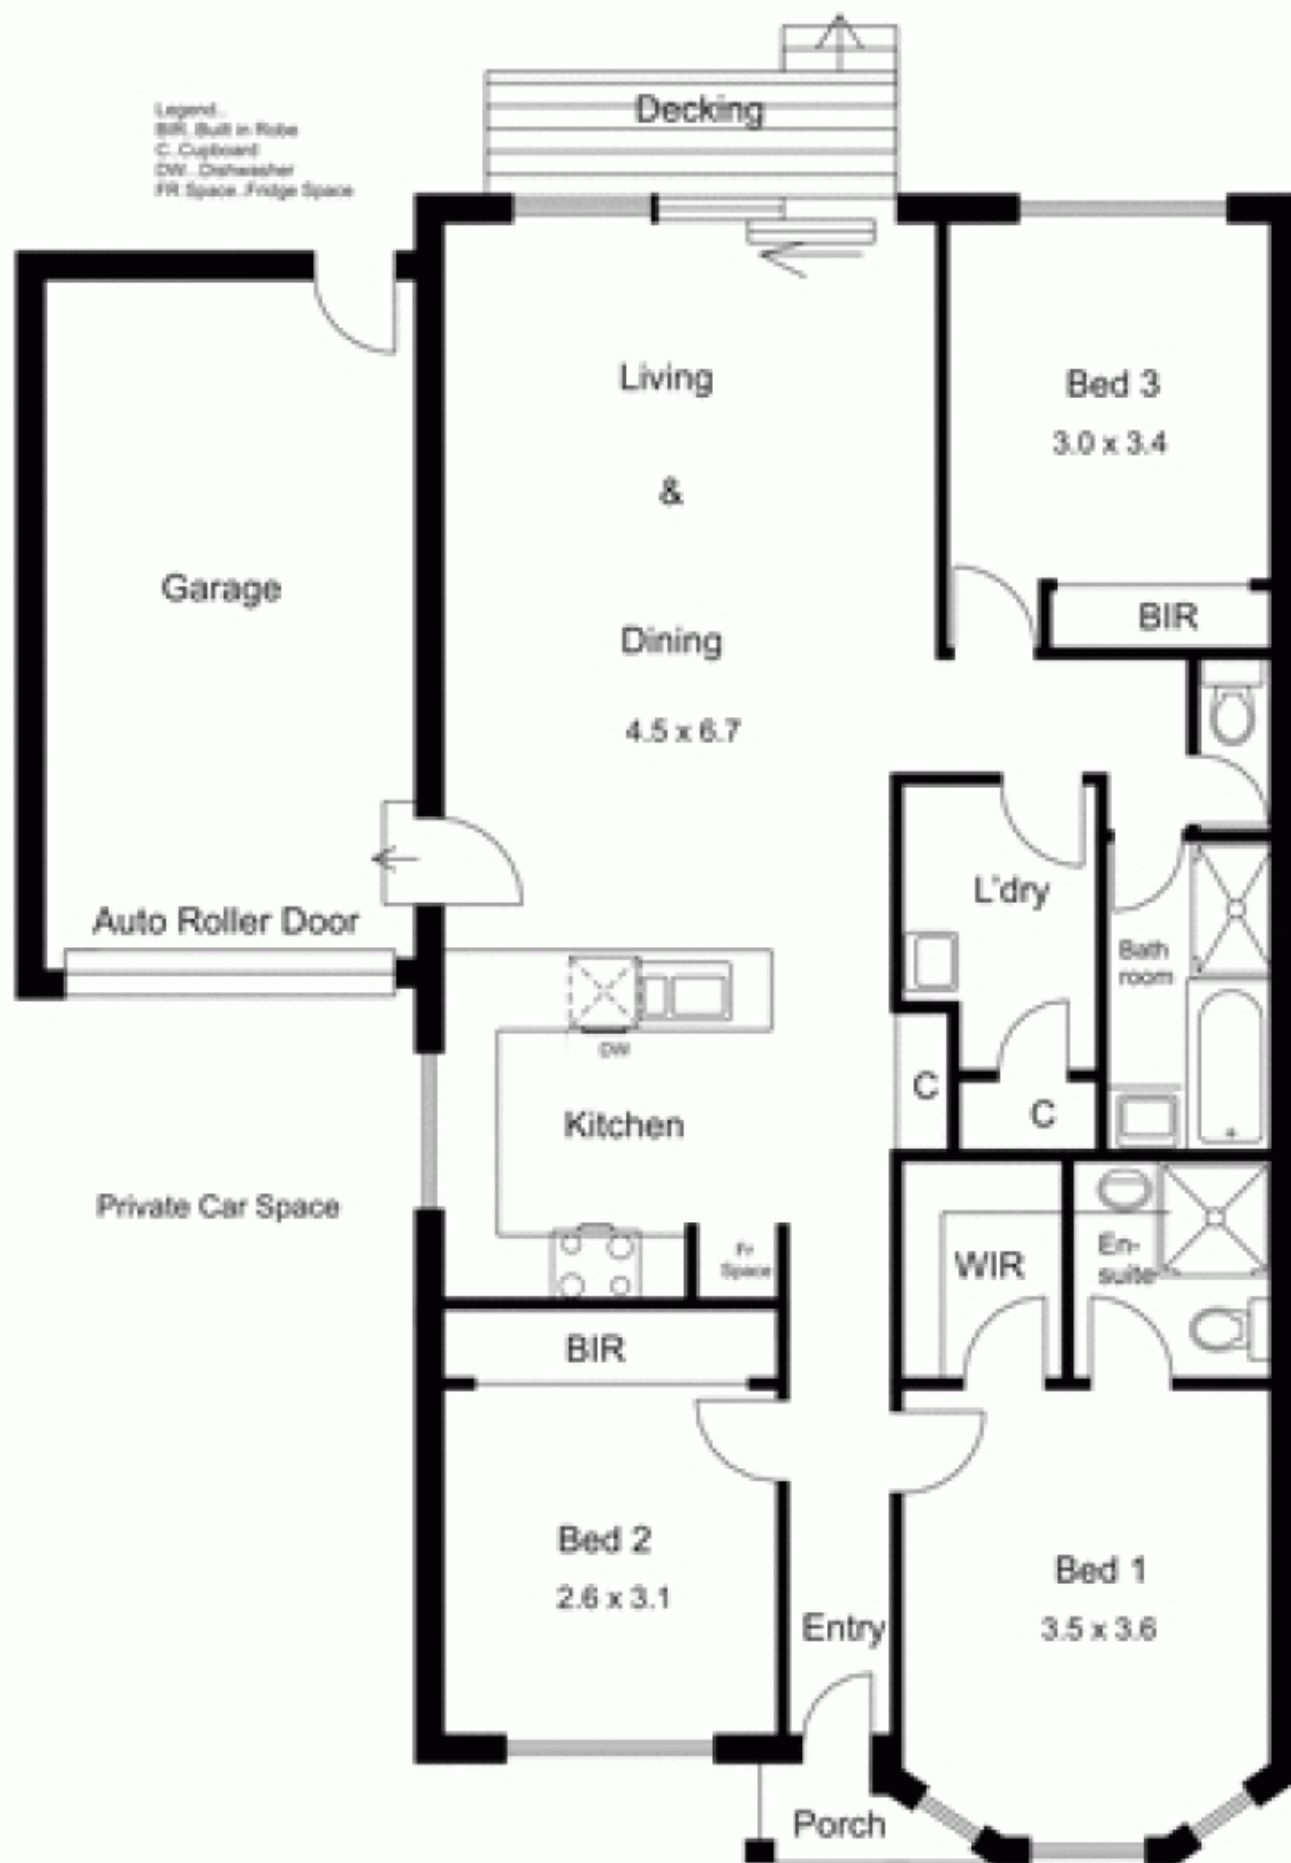 Decking
Legend..
BIR. Built in Robe
C. Cupboard
DW.. Dishwasher
FR Space..Fridge Space
Living
&
Dining
4.5 x 6.7
Bed 3
3.0 x 3.4
BIR
Garage
Auto Roller Door
L'dry
Bath
room
DW
C
C
Kitchen
Private Car Space
Fr
Space
WIR
En-
suite
BIR
Bed 2
2.6 x 3.1
Bed 1
3.5 x 3.6
Entry
Porch